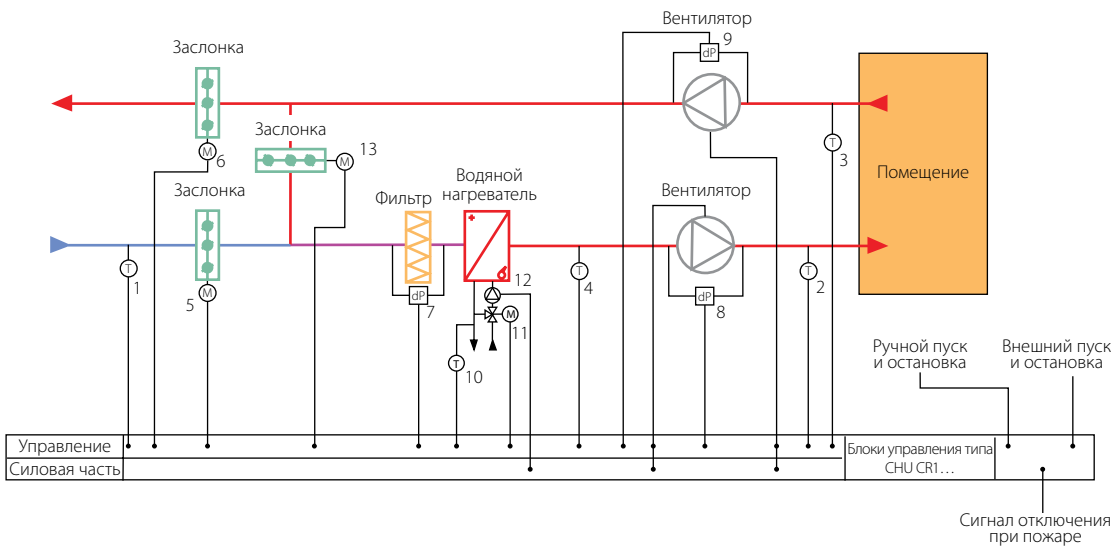 Вентилятор
dP
9
Заслонка
Заслонка
M
6
M
13
T
3
Помещение
Заслонка
Фильтр
Водяной
нагреватель
Вентилятор
T
1
M
5
dP
7
12
M
11
T
10
T
4
dP
8
T
2
Ручной пуск
и остановка
Внешний пуск
и остановка
Управление
Силовая часть
Блоки управления типа
CHU CR1...
Сигнал отключения
при пожаре